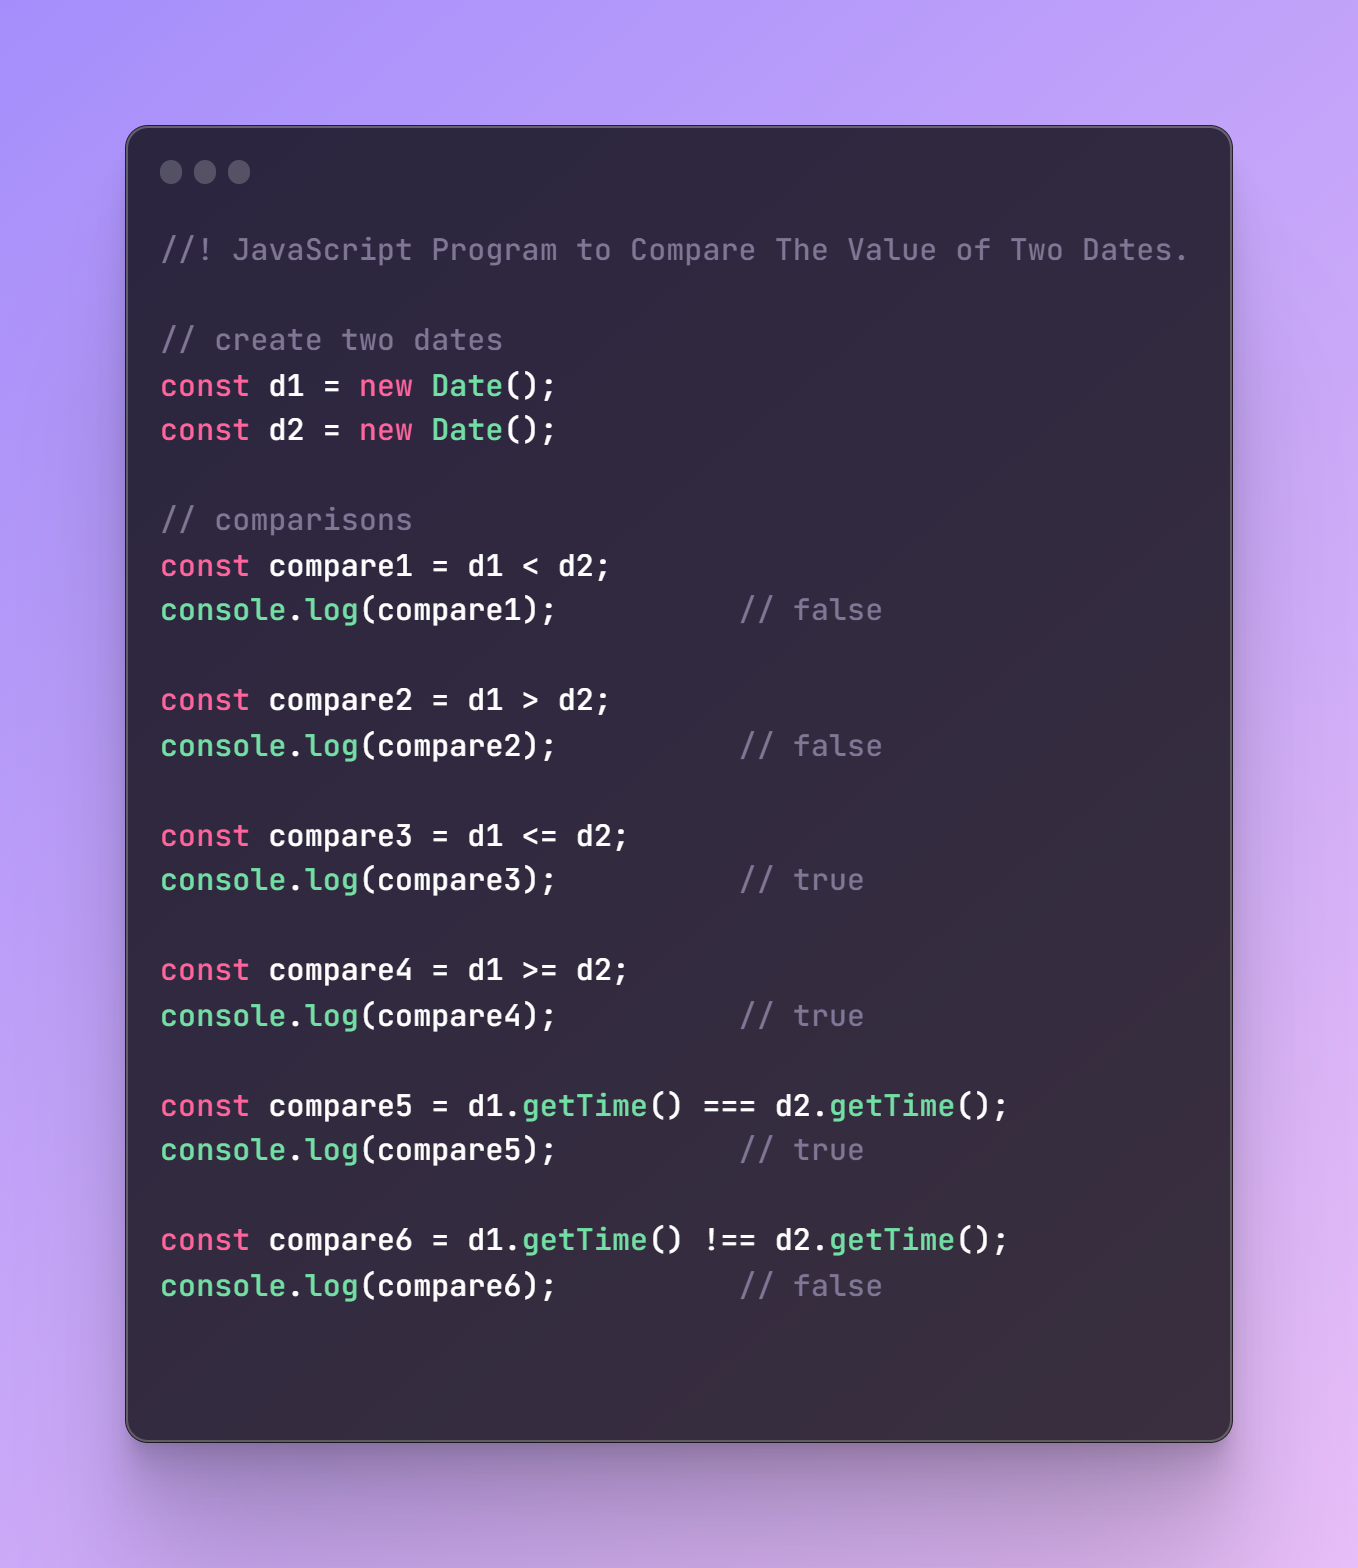 //! JavaScript Program to Compare The Value of Two Dates.
// create two dates
const d1 = new Date();
const d2 = new Date();
// comparisons
const compare1 = d1 < d2;
console.log(compare1);          // false
const compare2 = d1 > d2;
console.log(compare2);          // false
const compare3 = d1 <= d2;
console.log(compare3);          // true
const compare4 = d1 >= d2;
console.log(compare4);          // true
const compare5 = d1.getTime() === d2.getTime();
console.log(compare5);          // true
const compare6 = d1.getTime() !== d2.getTime();
console.log(compare6);          // false